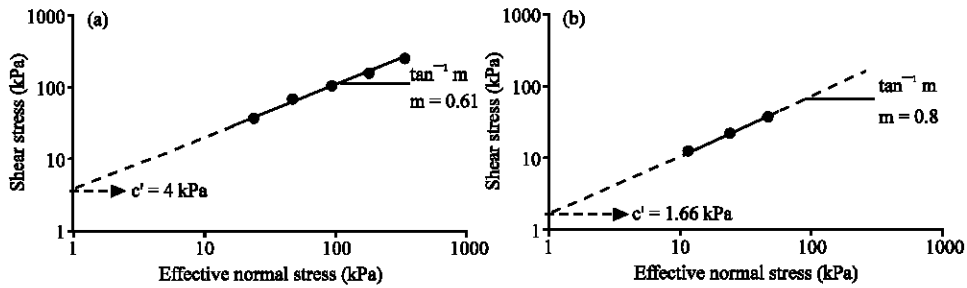 (a)
1000
100
10
1
Shear stress (kPa)
tan⁻¹ m
m = 0.61
c' = 4 kPa
1 10 100 1000
Effective normal stress (kPa)
(b)
1000
100
10
1
Shear stress (kPa)
tan⁻¹ m
m = 0.8
c' = 1.66 kPa
1 10 100 1000
Effective normal stress (kPa)